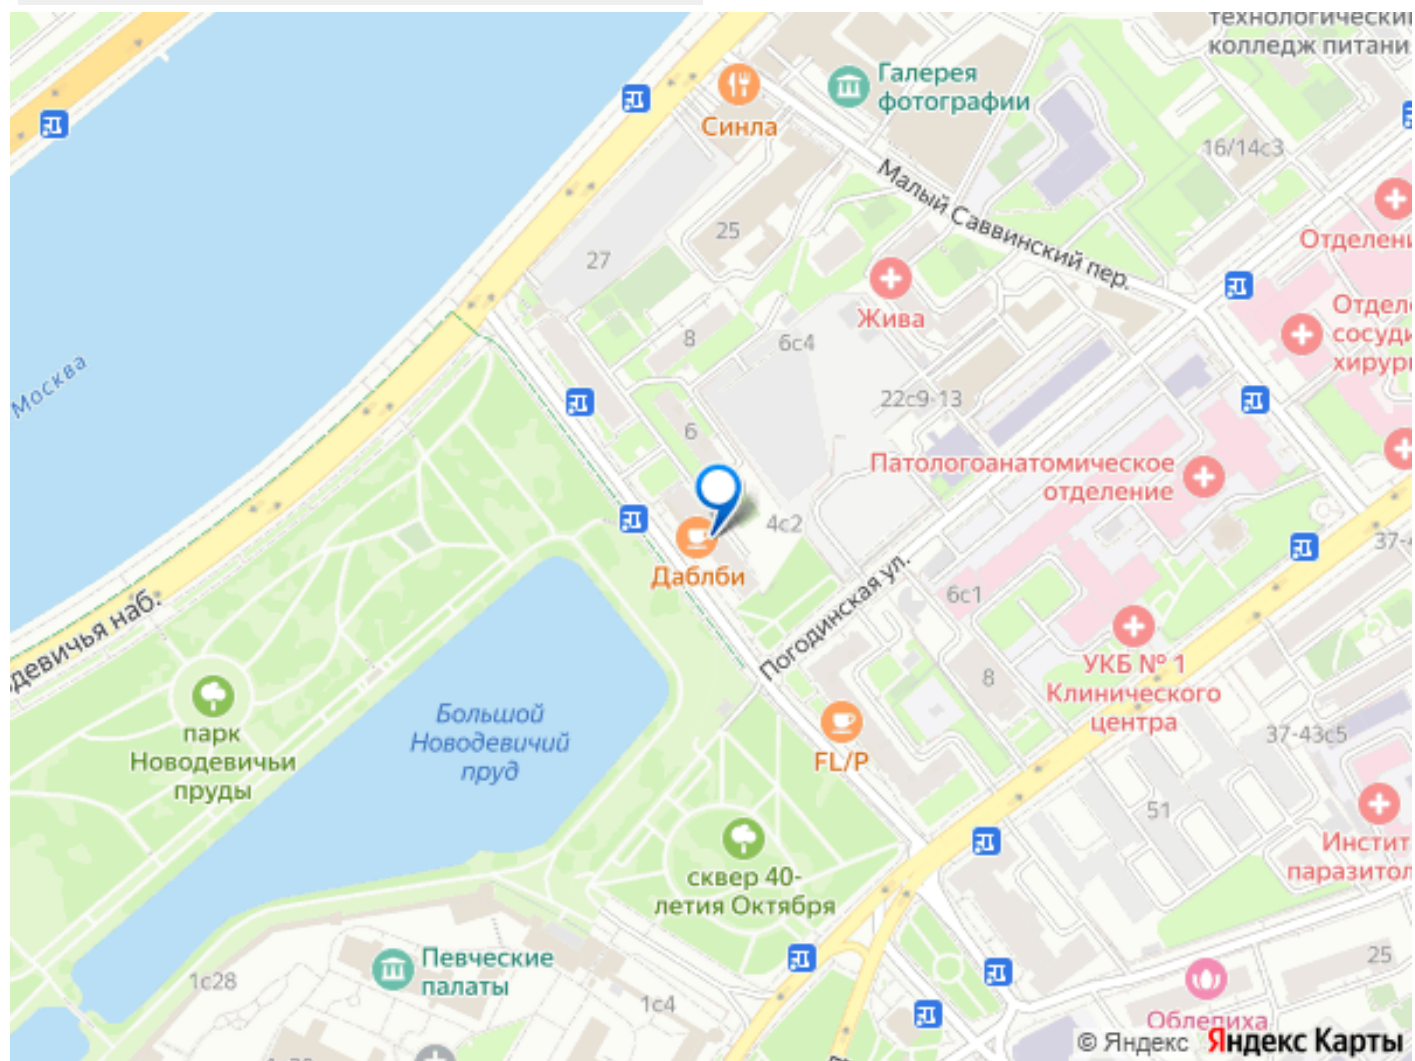 технологический
колледж питани
Галерея
фотографии
Синла
16/14с3
Малый Саввинский пер.
25
27
Отделени
Жива
Отдел
сосуди
хирург
8
6с4
Москва
22с9-13
6
Патологоанатомическое
отделение
4с2
37-4
Даблби
Погодинская ул.
6с1
одевичья наб.
УКБ № 1
Клинического
центра
8
Большой
Новодевичий
пруд
парк
Новодевичьи
пруды
37-43с5
FL/P
51
Инстит
паразитол
сквер 40-
летия Октября
Певческие
палаты
1с28
1с4
25
Облепиха
© Яндекс Яндекс Карты